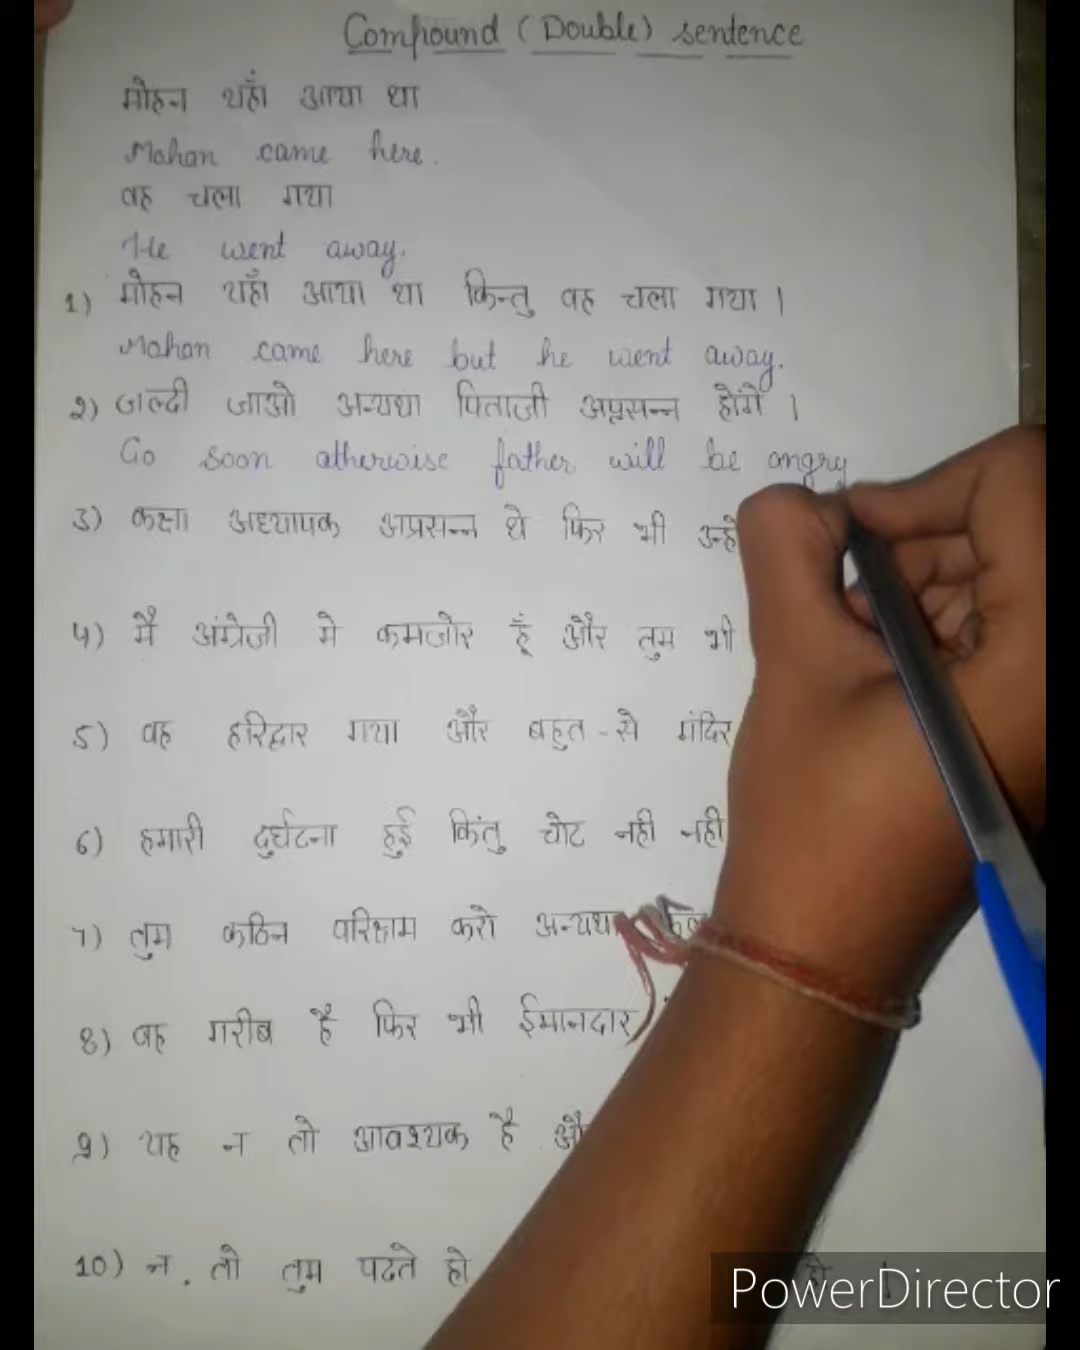 Compound (Double) sentence
मोहन यहाँ आया था
Mohan came here.
वह चला गया
He went away.
1) मोहन यहाँ आया था किन्तु वह चला गया ।
Mohan came here but he went away.
2) जल्दी जाओ अन्यथा पिताजी अप्रसन्न होंगे ।
Go soon otherwise father will be angry
3) कक्षा अध्यापक अप्रसन्न थे फिर भी
4) मै अंग्रेजी मे कमजोर हूँ और तुम भी
5) वह हरिद्वार गया और बहुत-से मंदिर
6) हमारी दुर्घटना हुई किंतु चोट नही नही
7) तुम कठिन परिश्रम करो अन्यथा
8) वह गरीब है फिर भी ईमानदार
9) यह न तो आवश्यक है
10) न. तो तुम पढते हो
PowerDirector